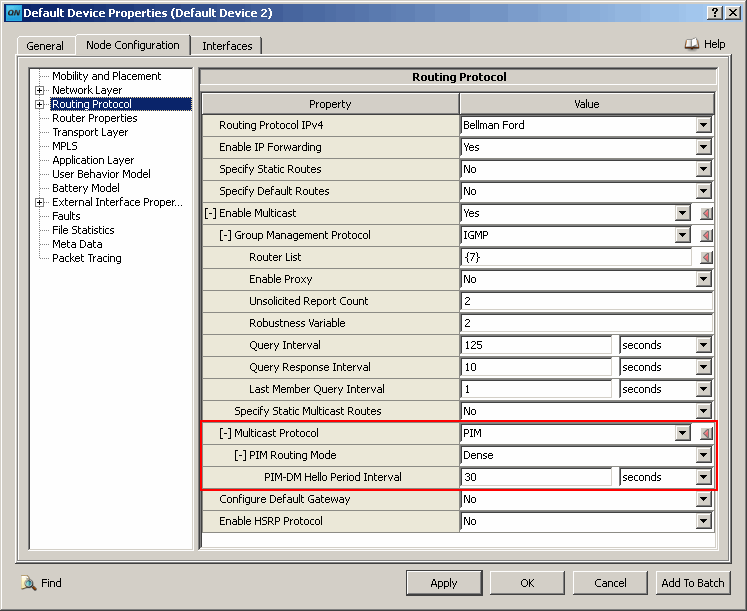 QN Default Device Properties (Default Device 2)
General
Node Configuration
Interfaces
Help
Mobility and Placement
Network Layer
Routing Protocol
Router Properties
Transport Layer
MPLS
Application Layer
User Behavior Model
Battery Model
External Interface Proper...
Faults
File Statistics
Meta Data
Packet Tracing
Routing Protocol
Property Value
Routing Protocol IPv4 Bellman Ford
Enable IP Forwarding Yes
Specify Static Routes No
Specify Default Routes No
[-] Enable Multicast Yes
[-] Group Management Protocol IGMP
Router List {7}
Enable Proxy No
Unsolicited Report Count 2
Robustness Variable 2
Query Interval 125 seconds
Query Response Interval 10 seconds
Last Member Query Interval 1 seconds
Specify Static Multicast Routes No
[-] Multicast Protocol PIM
[-] PIM Routing Mode Dense
PIM-DM Hello Period Interval 30 seconds
Configure Default Gateway No
Enable HSRP Protocol No
Find
Apply
OK
Cancel
Add To Batch